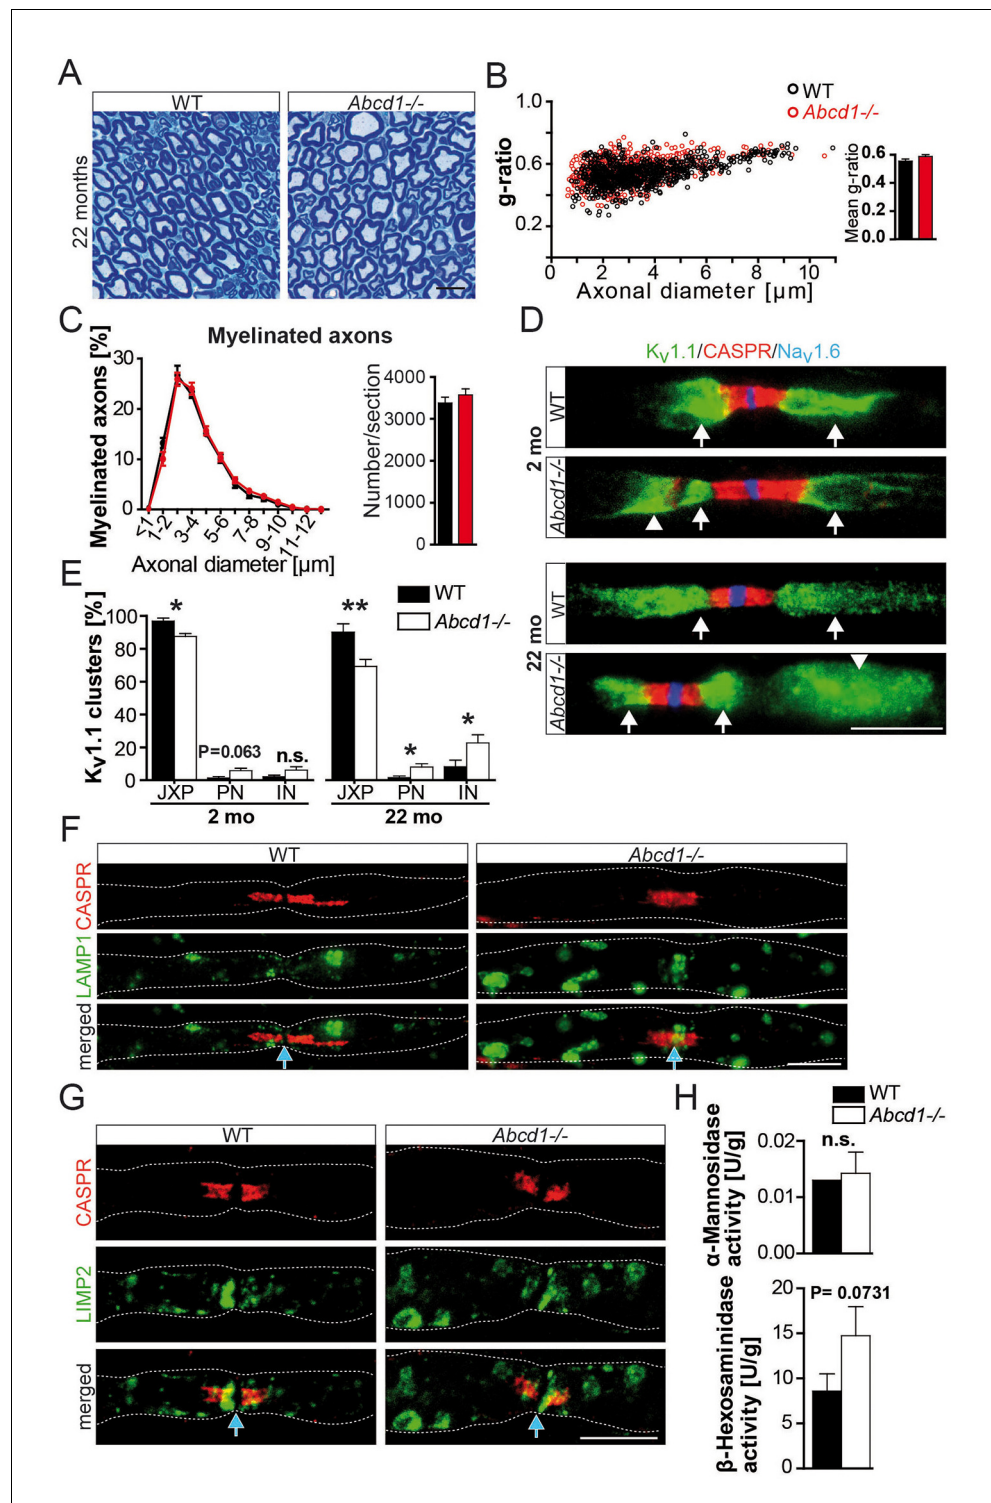 A
WT
Abcd1-/-
22 months
B
WT
Abcd1-/-
g-ratio
1.0
0.6
0.2
0 2 4 6 8 10
Axonal diameter [µm]
Mean g-ratio
0.6
0.4
0.2
0.0
C
Myelinated axons
Myelinated axons [%]
30
20
10
0
<1 1-2 3-4 5-6 7-8 9-10 11-12
Axonal diameter [µm]
Number/section
4000
3000
2000
1000
0
D
KV1.1/CASPR/NaV1.6
2 mo
WT
Abcd1-/-
22 mo
WT
Abcd1-/-
E
WT
Abcd1-/-
KV1.1 clusters [%]
100
80
60
40
20
0
*
P=0.063
n.s.
**
*
*
JXP PN IN JXP PN IN
2 mo 22 mo
F
WT
Abcd1-/-
CASPR
LAMP1
merged
G
WT
Abcd1-/-
CASPR
LIMP2
merged
H
WT
Abcd1-/-
α-Mannosidase
activity [U/g]
0.02
0.01
0.00
n.s.
β-Hexosaminidase
activity [U/g]
20
15
10
5
0
P= 0.0731